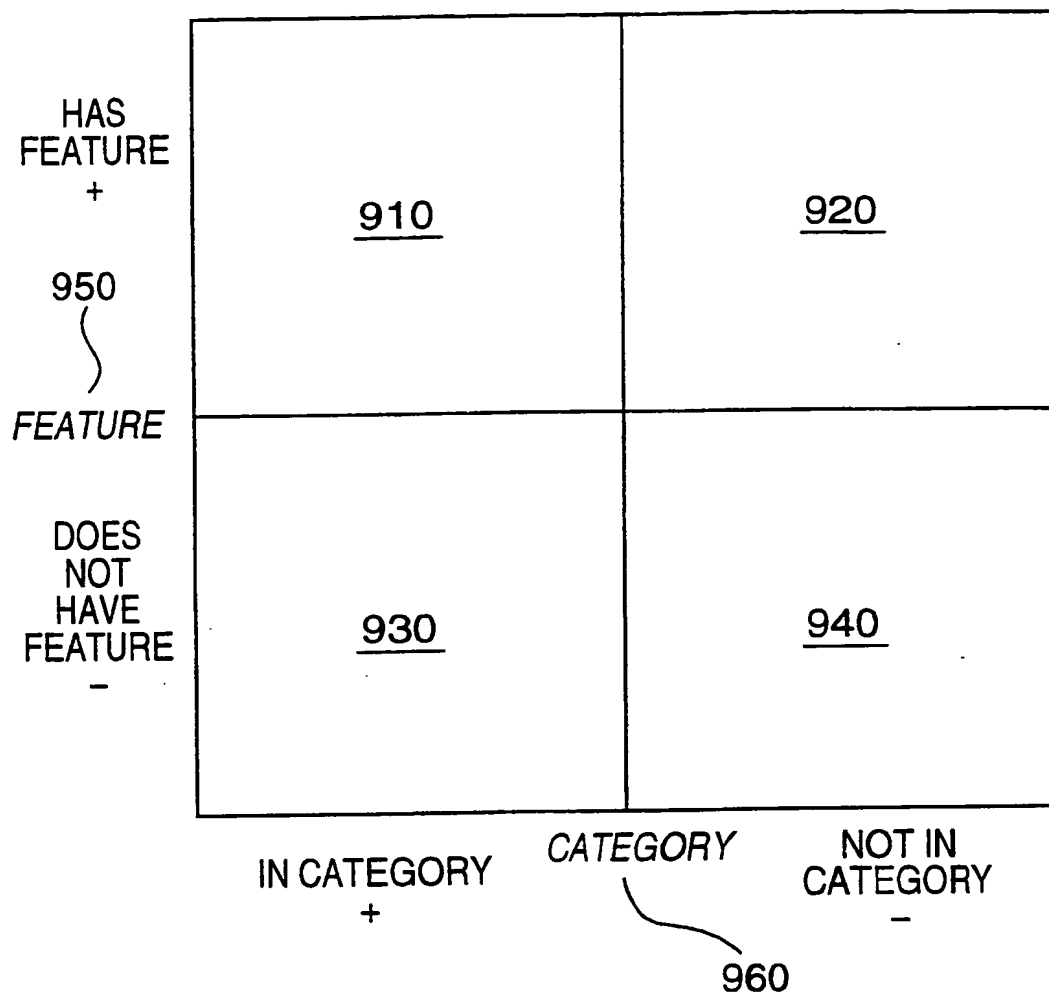 HAS
FEATURE
+
910
920
950
FEATURE
DOES
NOT
HAVE
FEATURE
−
930
940
IN CATEGORY
+
CATEGORY
NOT IN
CATEGORY
−
960